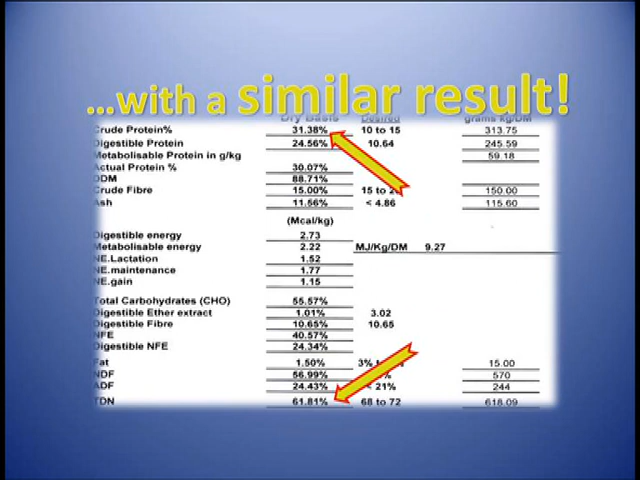 ...with a similar result!
Dry Basis Desired grams kg/DM
Crude Protein% 31.38% 10 to 15 313.75
Digestible Protein 24.56% 10.64 245.59
Metabolisable Protein in g/kg 59.18
Actual Protein % 30.07%
DDM 88.71%
Crude Fibre 15.00% 15 to 150.00
Ash 11.56% < 4.86 115.60
(Mcal/kg)
Digestible energy 2.73
Metabolisable energy 2.22 MJ/Kg/DM 9.27
NE.Lactation 1.52
NE.maintenance 1.77
NE.gain 1.15
Total Carbohydrates (CHO) 55.57%
Digestible Ether extract 1.01% 3.02
Digestible Fibre 10.65% 10.65
NFE 40.57%
Digestible NFE 24.34%
Fat 1.50% 3% 15.00
NDF 56.99% % 570
ADF 24.43% < 21% 244
TDN 61.81% 68 to 72 618.09